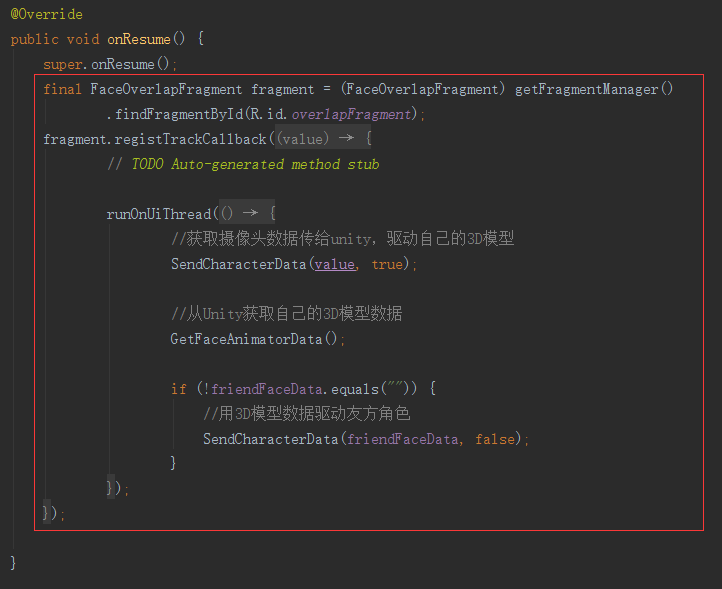 @Override
public void onResume() {
super.onResume();
final FaceOverlapFragment fragment = (FaceOverlapFragment) getFragmentManager()
.findFragmentById(R.id.overlapFragment);
fragment.registTrackCallback((value) → {
// TODO Auto-generated method stub
runOnUiThread(() → {
//获取摄像头数据传给unity，驱动自己的3D模型
SendCharacterData(value, true);
//从Unity获取自己的3D模型数据
GetFaceAnimatorData();
if (!friendFaceData.equals("")) {
//用3D模型数据驱动友方角色
SendCharacterData(friendFaceData, false);
}
});
});
}